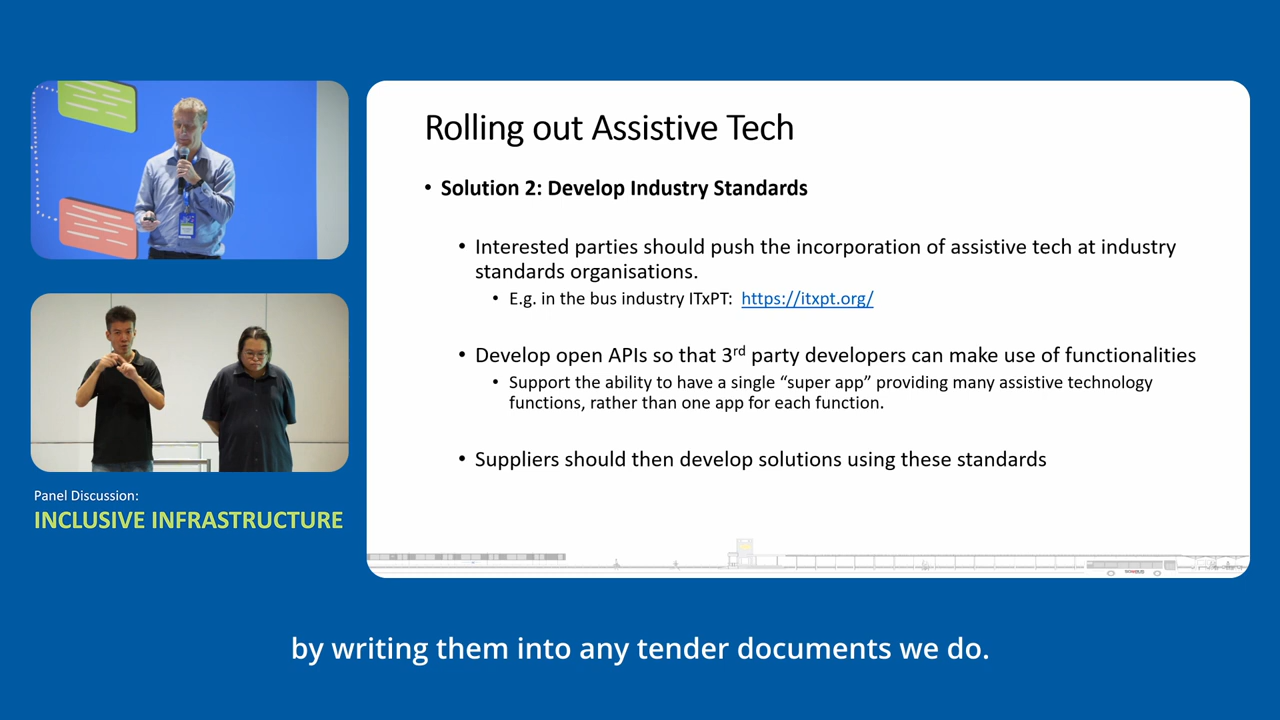 Rolling out Assistive Tech
• Solution 2: Develop Industry Standards
• Interested parties should push the incorporation of assistive tech at industry
standards organisations.
• E.g. in the bus industry ITxPT: https://itxpt.org/
• Develop open APIs so that 3rd party developers can make use of functionalities
• Support the ability to have a single “super app” providing many assistive technology
functions, rather than one app for each function.
• Suppliers should then develop solutions using these standards
Panel Discussion:
INCLUSIVE INFRASTRUCTURE
by writing them into any tender documents we do.